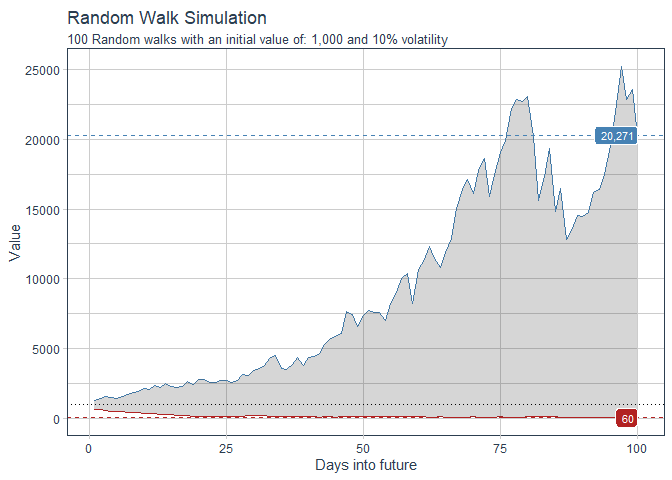 Random Walk Simulation
100 Random walks with an initial value of: 1,000 and 10% volatility
25000
20000
15000
10000
5000
0
Value
20,271
60
0 25 50 75 100
Days into future